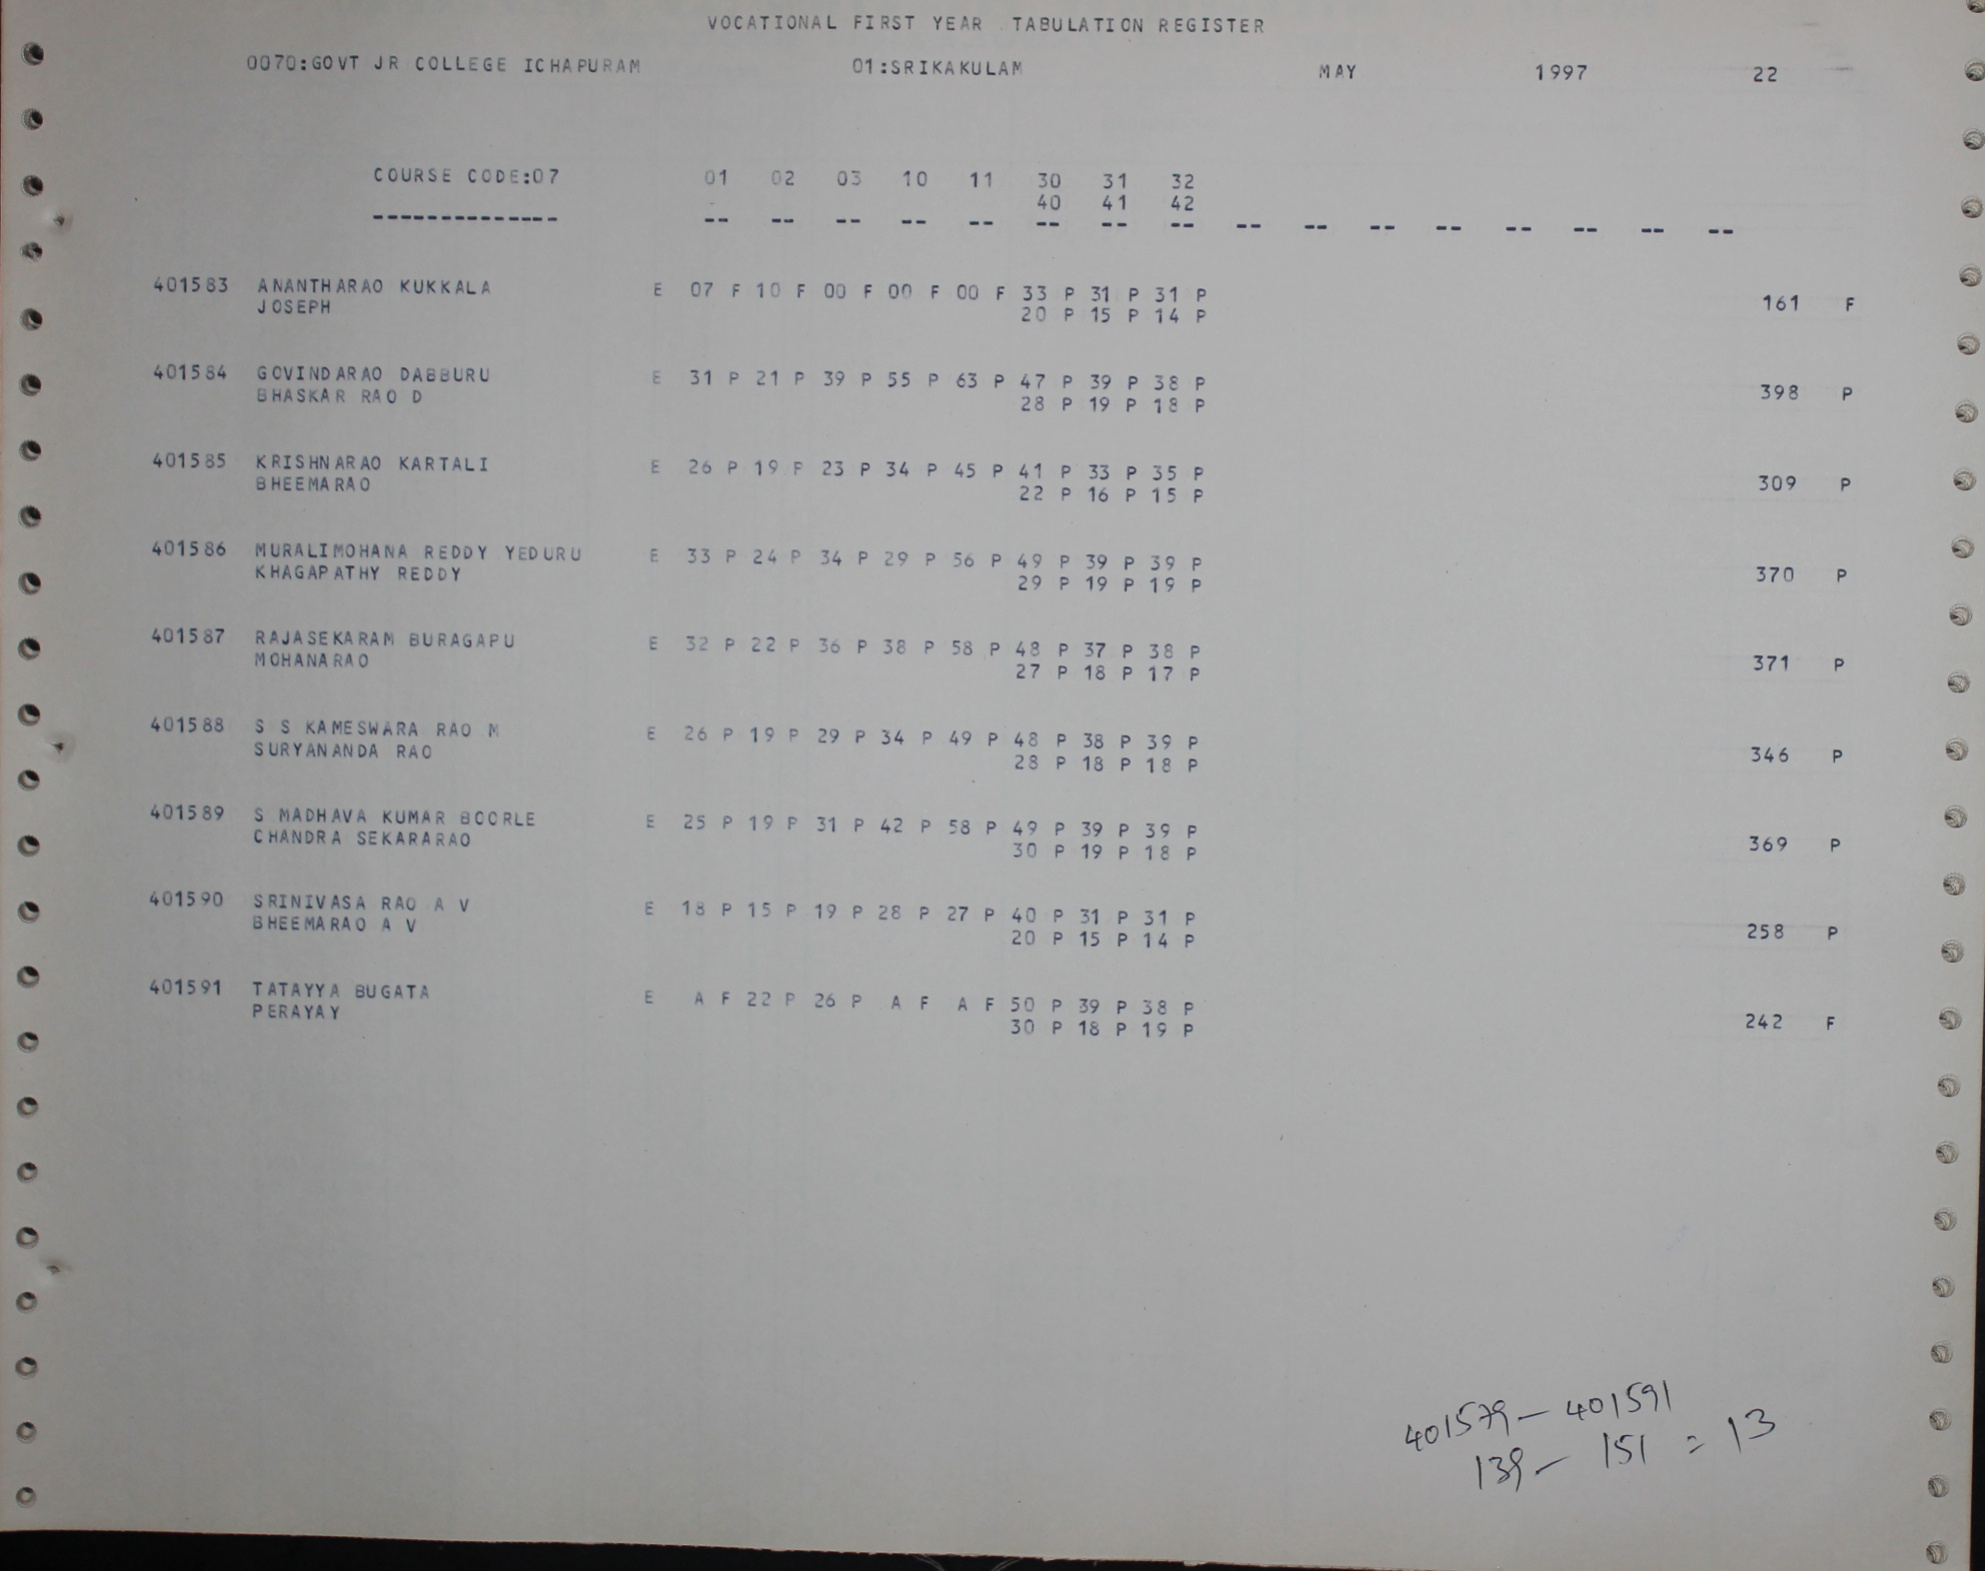 VOCATIONAL FIRST YEAR TABULATION REGISTER
0070:GOVT JR COLLEGE ICHAPURAM 01:SRIKAKULAM MAY 1997 22
COURSE CODE:07 01 02 03 10 11 30 31 32
40 41 42
-------------- -- -- -- -- -- -- -- -- -- -- -- -- -- -- -- --
401583 ANANTHARAO KUKKALA E 07 F 10 F 00 F 00 F 00 F 33 P 31 P 31 P
JOSEPH 20 P 15 P 14 P 161 F
401584 GOVINDARAO DABBURU E 31 P 21 P 39 P 55 P 63 P 47 P 39 P 38 P
BHASKAR RAO D 28 P 19 P 18 P 398 P
401585 KRISHNARAO KARTALI E 26 P 19 P 23 P 34 P 45 P 41 P 33 P 35 P
BHEEMARAO 22 P 16 P 15 P 309 P
401586 MURALIMOHANA REDDY YEDURU E 33 P 24 P 34 P 29 P 56 P 49 P 39 P 39 P
KHAGAPATHY REDDY 29 P 19 P 19 P 370 P
401587 RAJASEKARAM BURAGAPU E 32 P 22 P 36 P 38 P 58 P 48 P 37 P 38 P
MOHANARAO 27 P 18 P 17 P 371 P
401588 S S KAMESWARA RAO M E 26 P 19 P 29 P 34 P 49 P 48 P 38 P 39 P
SURYANANDA RAO 28 P 18 P 18 P 346 P
401589 S MADHAVA KUMAR BOORLE E 25 P 19 P 31 P 42 P 58 P 49 P 39 P 39 P
CHANDRA SEKARARAO 30 P 19 P 18 P 369 P
401590 SRINIVASA RAO A V E 18 P 15 P 19 P 28 P 27 P 40 P 31 P 31 P
BHEEMARAO A V 20 P 15 P 14 P 258 P
401591 TATAYYA BUGATA E A F 22 P 26 P A F A F 50 P 39 P 38 P
PERAYAY 30 P 18 P 19 P 242 F
401579 - 401591
139 - 151 = 13